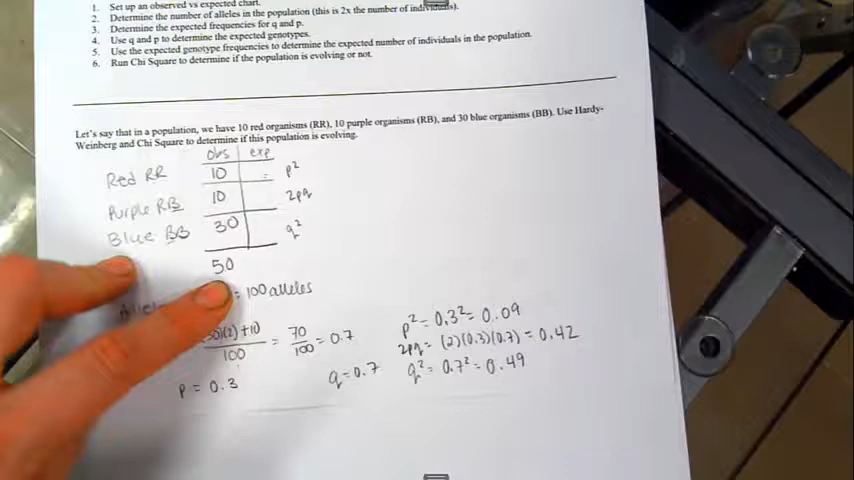 1. Set up an observed vs expected chart.
2. Determine the number of alleles in the population (this is 2x the number of individuals).
3. Determine the expected frequencies for q and p.
4. Use q and p to determine the expected genotypes.
5. Use the expected genotype frequencies to determine the expected number of individuals in the population.
6. Run Chi Square to determine if the population is evolving or not.
Let's say that in a population, we have 10 red organisms (RR), 10 purple organisms (RB), and 30 blue organisms (BB). Use Hardy-
Weinberg and Chi Square to determine if this population is evolving.
obs exp
Red RR 10 = p²
Purple RB 10 2pq
Blue BB 30 q²
50
= 100 alleles
(2) + 10 / 100 = 70/100 = 0.7
p = 0.3 q = 0.7
p² = 0.3² = 0.09
2pq = (2)(0.3)(0.7) = 0.42
q² = 0.7² = 0.49